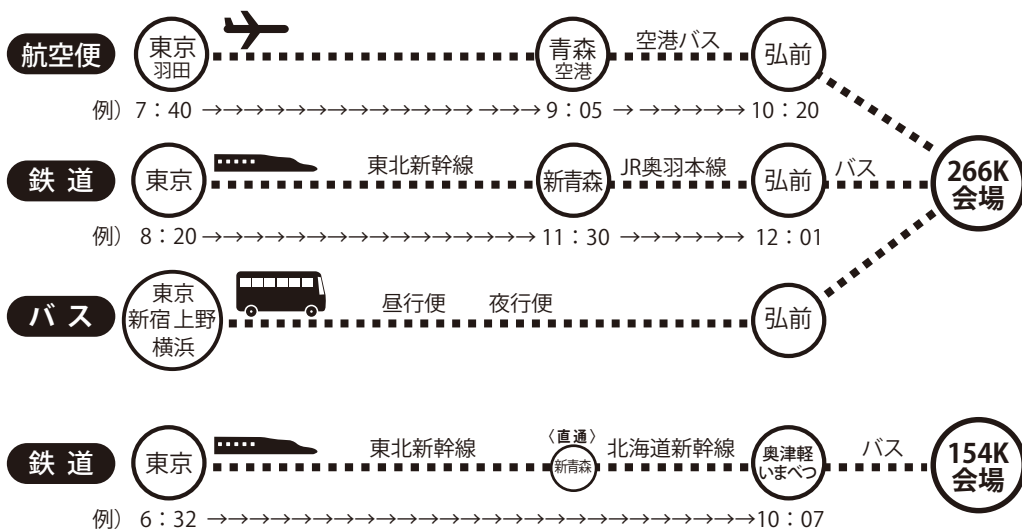 航空便 東京 羽田 青森 空港 空港バス 弘前
例） 7：40 →→→→→→→→→→→→→ →→→→9：05 → →→→→→ 10：20
鉄 道 東京 東北新幹線 新青森 JR奥羽本線 弘前 バス 266K 会場
例） 8：20 →→→→→→→→→→→→→→→→11：30 →→→→→→ 12：01
バ ス 東京 新宿 上野 横浜 昼行便 夜行便 弘前
鉄 道 東京 東北新幹線 〈直通〉 新青森 北海道新幹線 奥津軽 いまべつ バス 154K 会場
例） 6：32 →→→→→→→→→→→→→→→→→→→→→→→→→→10：07